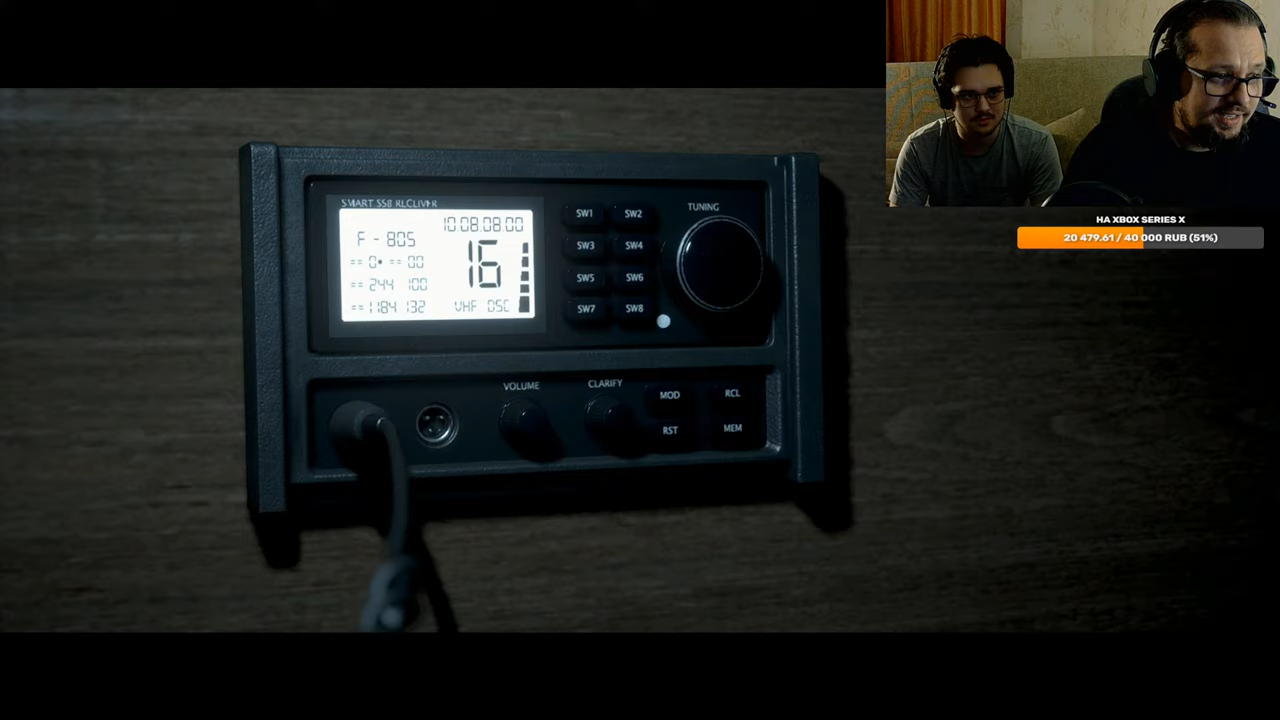 SMART SSB RECEIVER
10:08:08:00
F - 805
16
== 0• == 00
== 244 100
==1184 132
VHF DSC
SW1 SW2
SW3 SW4
SW5 SW6
SW7 SW8
TUNING
VOLUME
CLARIFY
MOD RCL
RST MEM
НА XBOX SERIES X
20 479.61 / 40 000 RUB (51%)